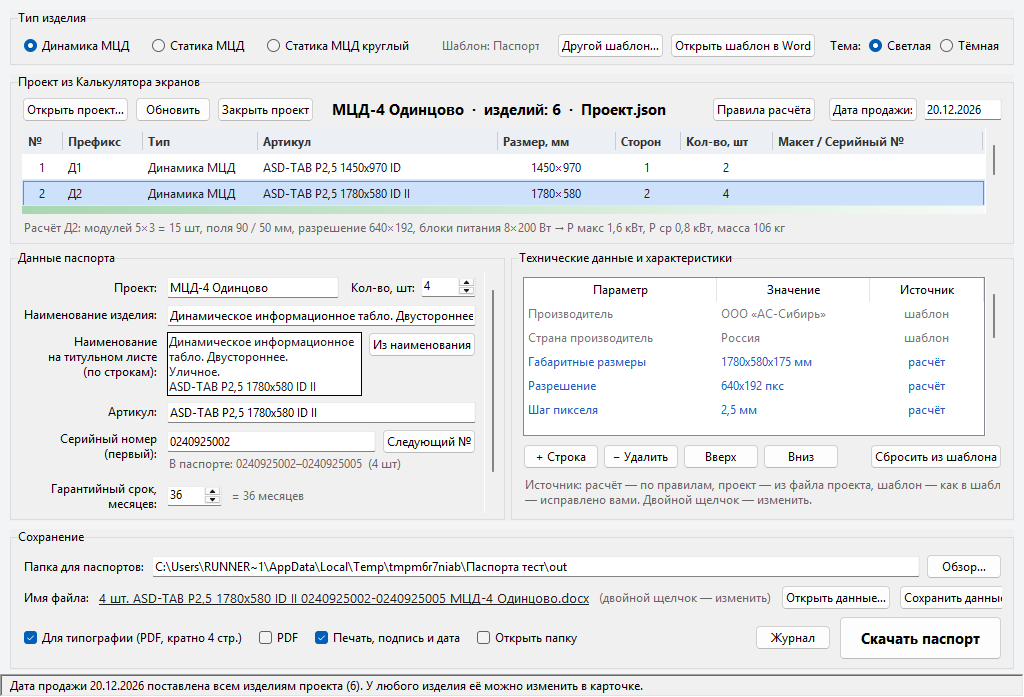 Тип изделия
Динамика МЦД Статика МЦД Статика МЦД круглый Шаблон: Паспорт Другой шаблон... Открыть шаблон в Word Тема: Светлая Тёмная
Проект из Калькулятора экранов
Открыть проект... Обновить Закрыть проект МЦД-4 Одинцово · изделий: 6 · Проект.json Правила расчёта Дата продажи: 20.12.2026
№ Префикс Тип Артикул Размер, мм Сторон Кол-во, шт Макет / Серийный №
1 Д1 Динамика МЦД ASD-TAB P2,5 1450x970 ID 1450×970 1 2
2 Д2 Динамика МЦД ASD-TAB P2,5 1780x580 ID II 1780×580 2 4
Расчёт Д2: модулей 5×3 = 15 шт, поля 90 / 50 мм, разрешение 640×192, блоки питания 8×200 Вт → P макс 1,6 кВт, P ср 0,8 кВт, масса 106 кг
Данные паспорта
Проект: МЦД-4 Одинцово Кол-во, шт: 4
Наименование изделия: Динамическое информационное табло. Двустороннее
Наименование
на титульном листе
(по строкам):
Динамическое информационное
табло. Двустороннее.
Уличное.
ASD-TAB P2,5 1780x580 ID II
Из наименования
Артикул: ASD-TAB P2,5 1780x580 ID II
Серийный номер
(первый):
0240925002 Следующий №
В паспорте: 0240925002–0240925005 (4 шт)
Гарантийный срок,
месяцев:
36 = 36 месяцев
Технические данные и характеристики
Параметр Значение Источник
Производитель ООО «АС-Сибирь» шаблон
Страна производитель Россия шаблон
Габаритные размеры 1780x580x175 мм расчёт
Разрешение 640x192 пкс расчёт
Шаг пикселя 2,5 мм расчёт
+ Строка − Удалить Вверх Вниз Сбросить из шаблона
Источник: расчёт — по правилам, проект — из файла проекта, шаблон — как в шабл
— исправлено вами. Двойной щелчок — изменить.
Сохранение
Папка для паспортов: C:\Users\RUNNER~1\AppData\Local\Temp\tmpm6r7niab\Паспорта тест\out Обзор...
Имя файла: 4 шт. ASD-TAB P2,5 1780x580 ID II 0240925002-0240925005 МЦД-4 Одинцово.docx (двойной щелчок — изменить) Открыть данные... Сохранить данны
Для типографии (PDF, кратно 4 стр.) PDF Печать, подпись и дата Открыть папку Журнал Скачать паспорт
Дата продажи 20.12.2026 поставлена всем изделиям проекта (6). У любого изделия её можно изменить в карточке.